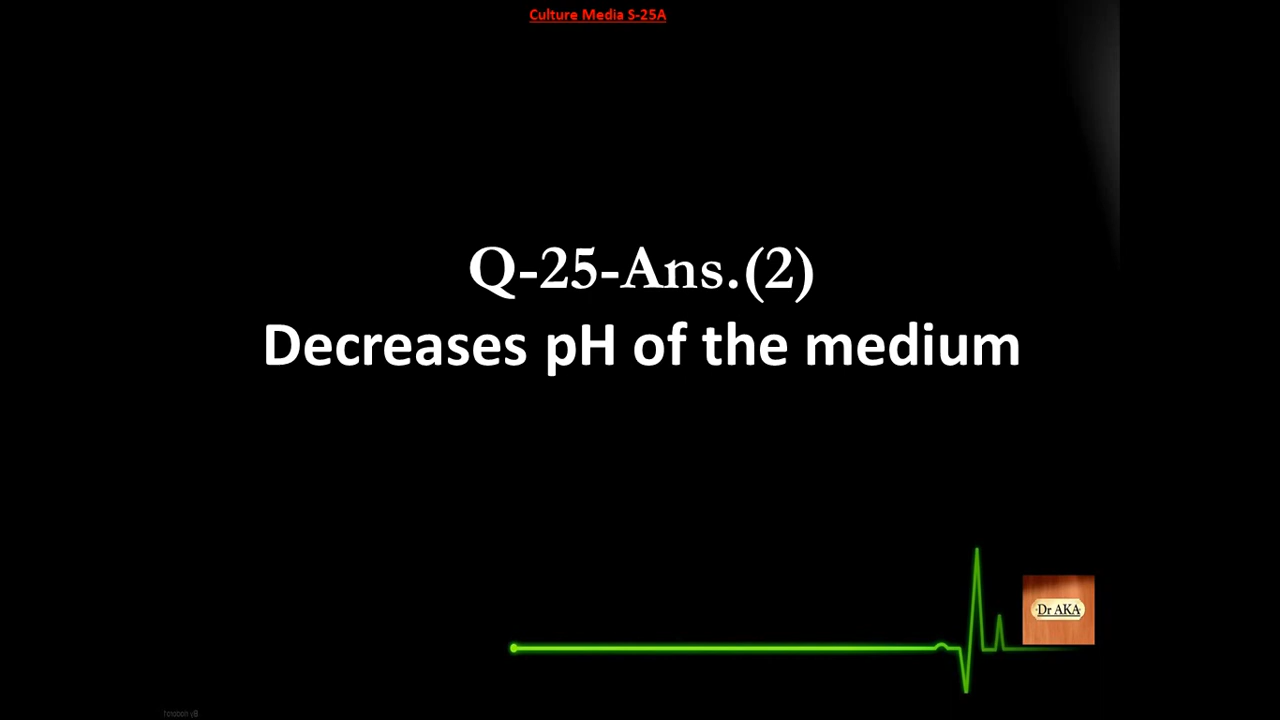 Culture Media S-25A
Q-25-Ans.(2)
Decreases pH of the medium
Dr AKA